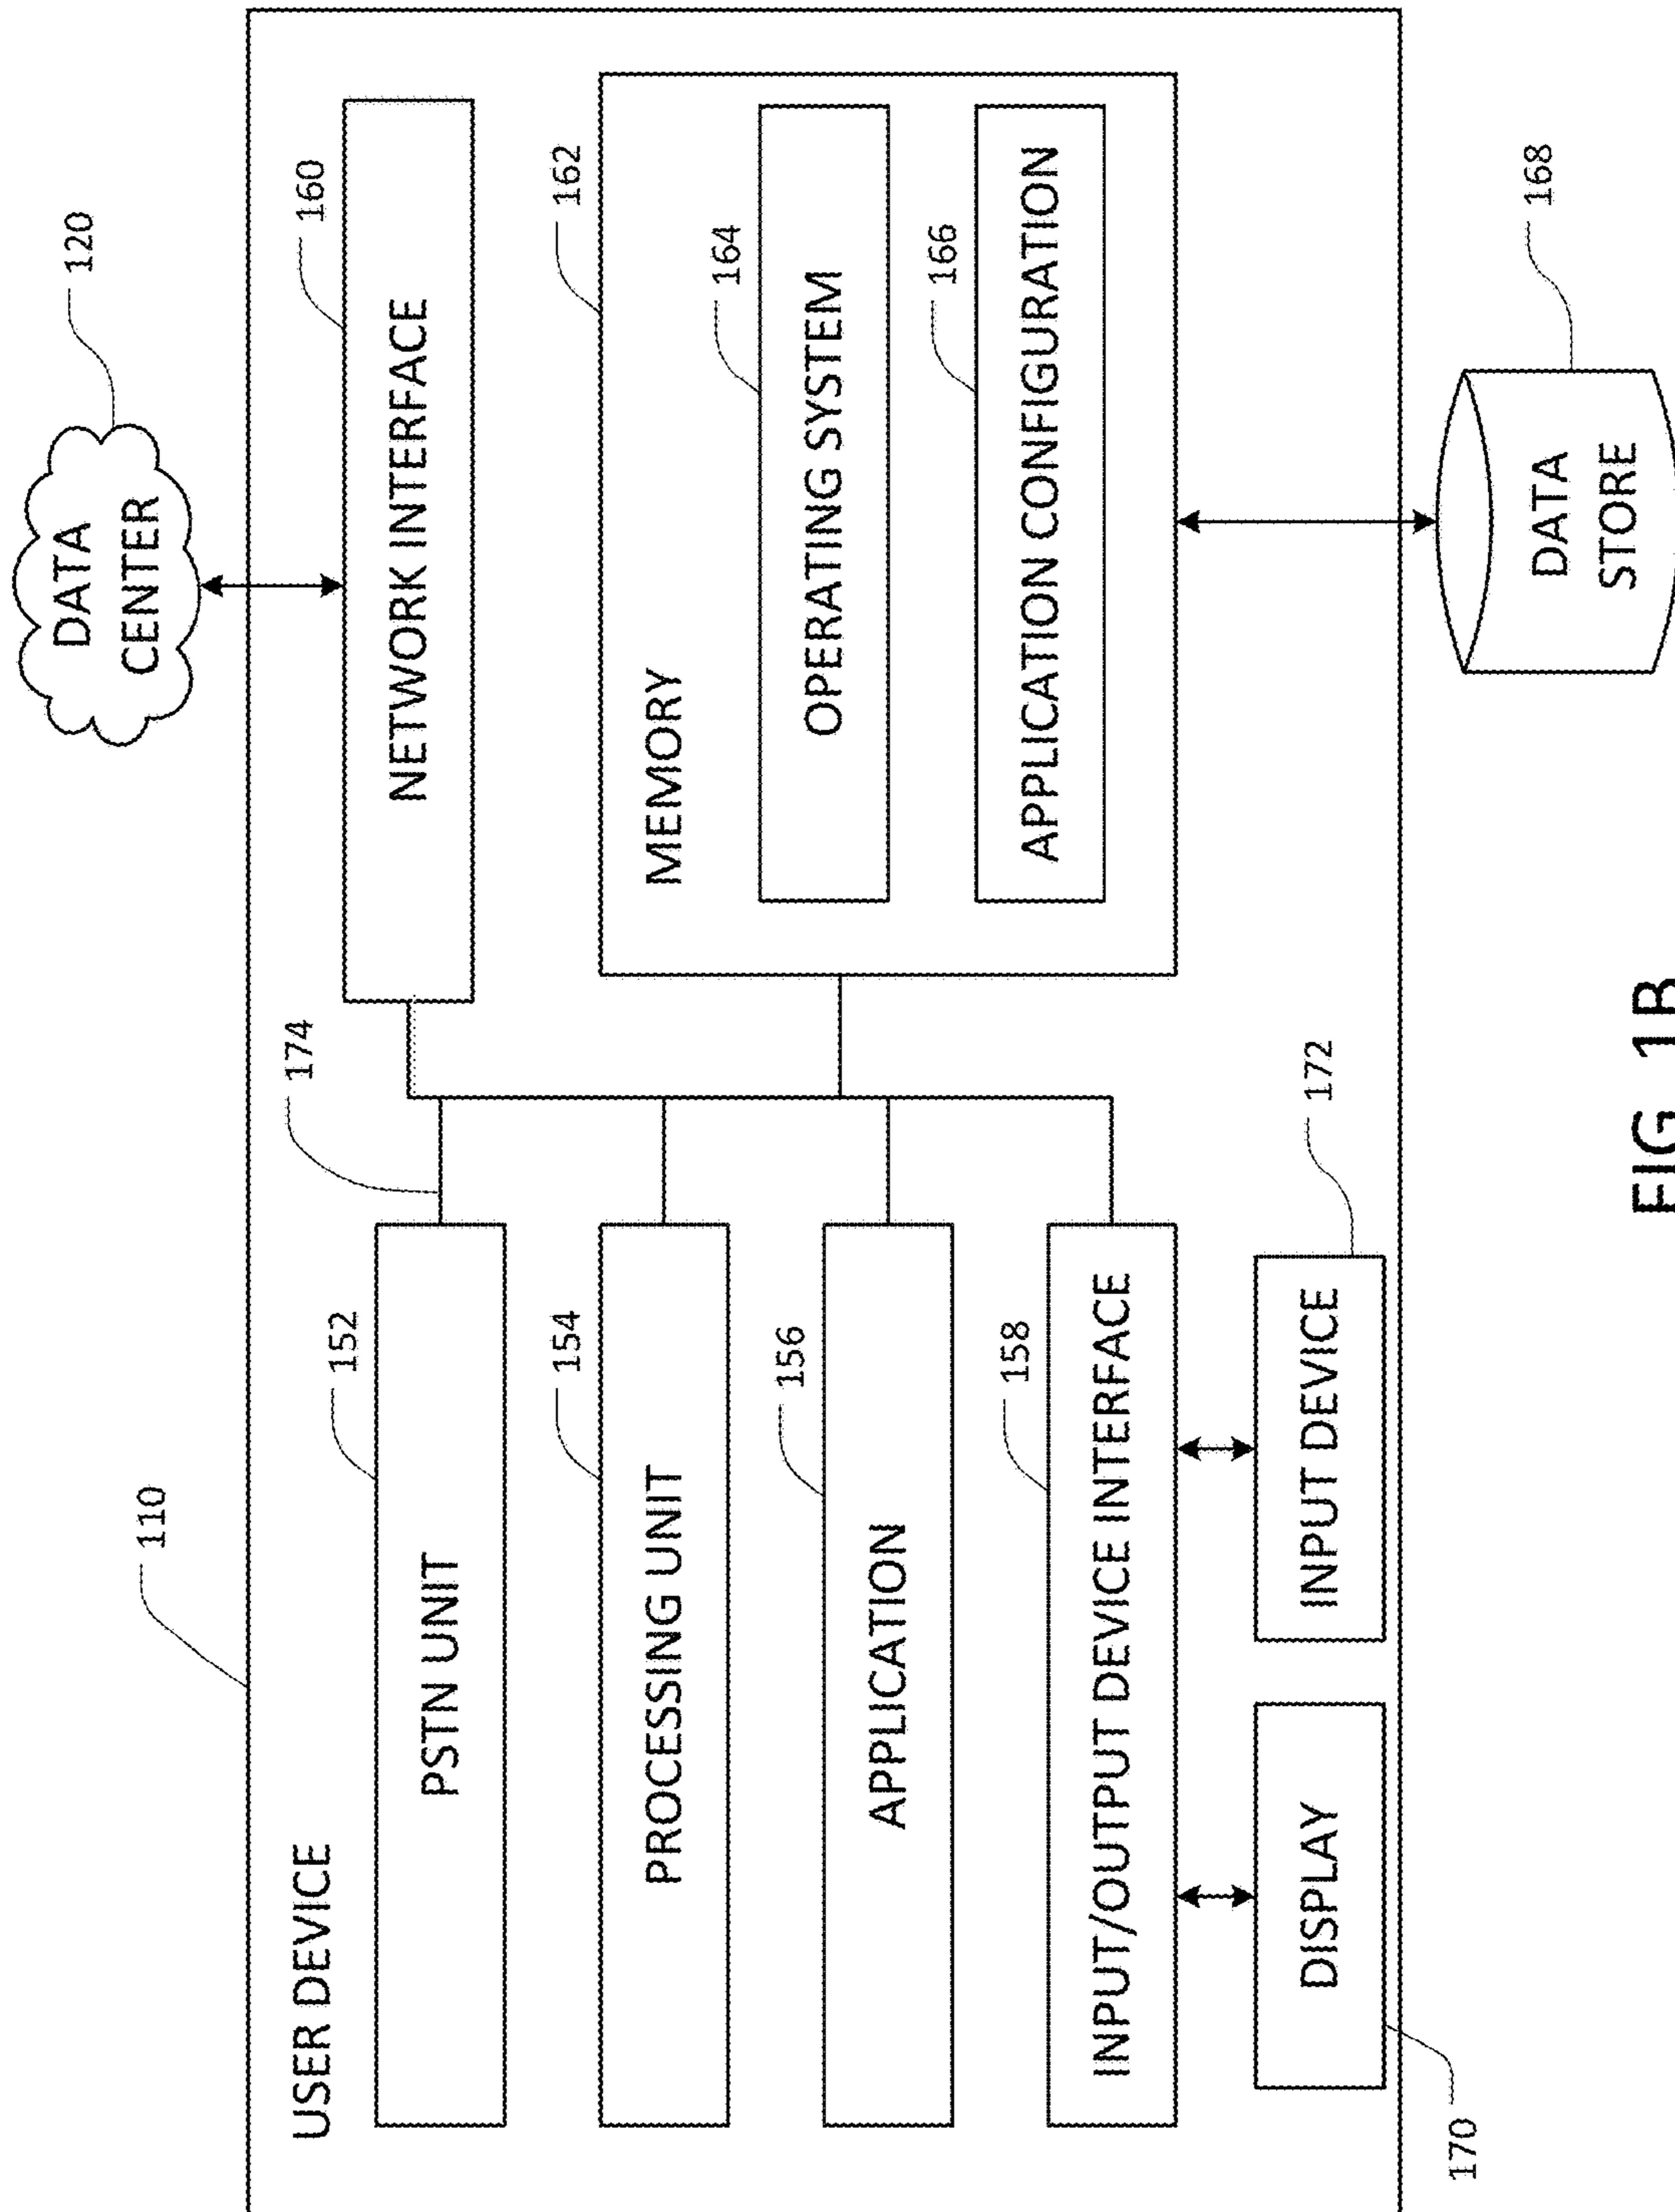 DATA
CENTER
120
110
USER DEVICE
PSTN UNIT
152
PROCESSING UNIT
154
APPLICATION
156
INPUT/OUTPUT DEVICE INTERFACE
158
DISPLAY
170
INPUT DEVICE
172
174
NETWORK INTERFACE
160
MEMORY
162
OPERATING SYSTEM
164
APPLICATION CONFIGURATION
166
DATA
STORE
168
FIG. 1B